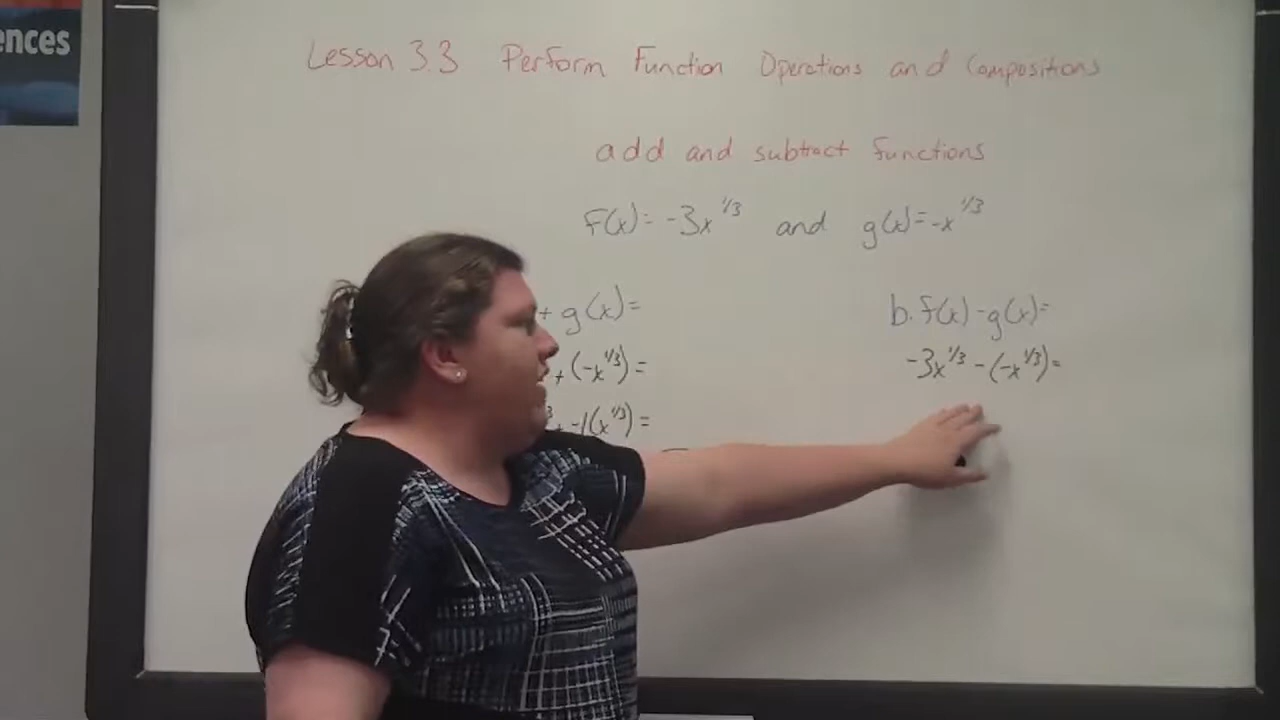 ences
Lesson 3.3 Perform Function Operations and Compositions
add and subtract functions
f(x) = -3x^1/3 and g(x) = -x^1/3
+ g(x) =
+ (-x^1/3) =
+ -1(x^1/3) =
b. f(x) - g(x) =
-3x^1/3 - (-x^1/3) =